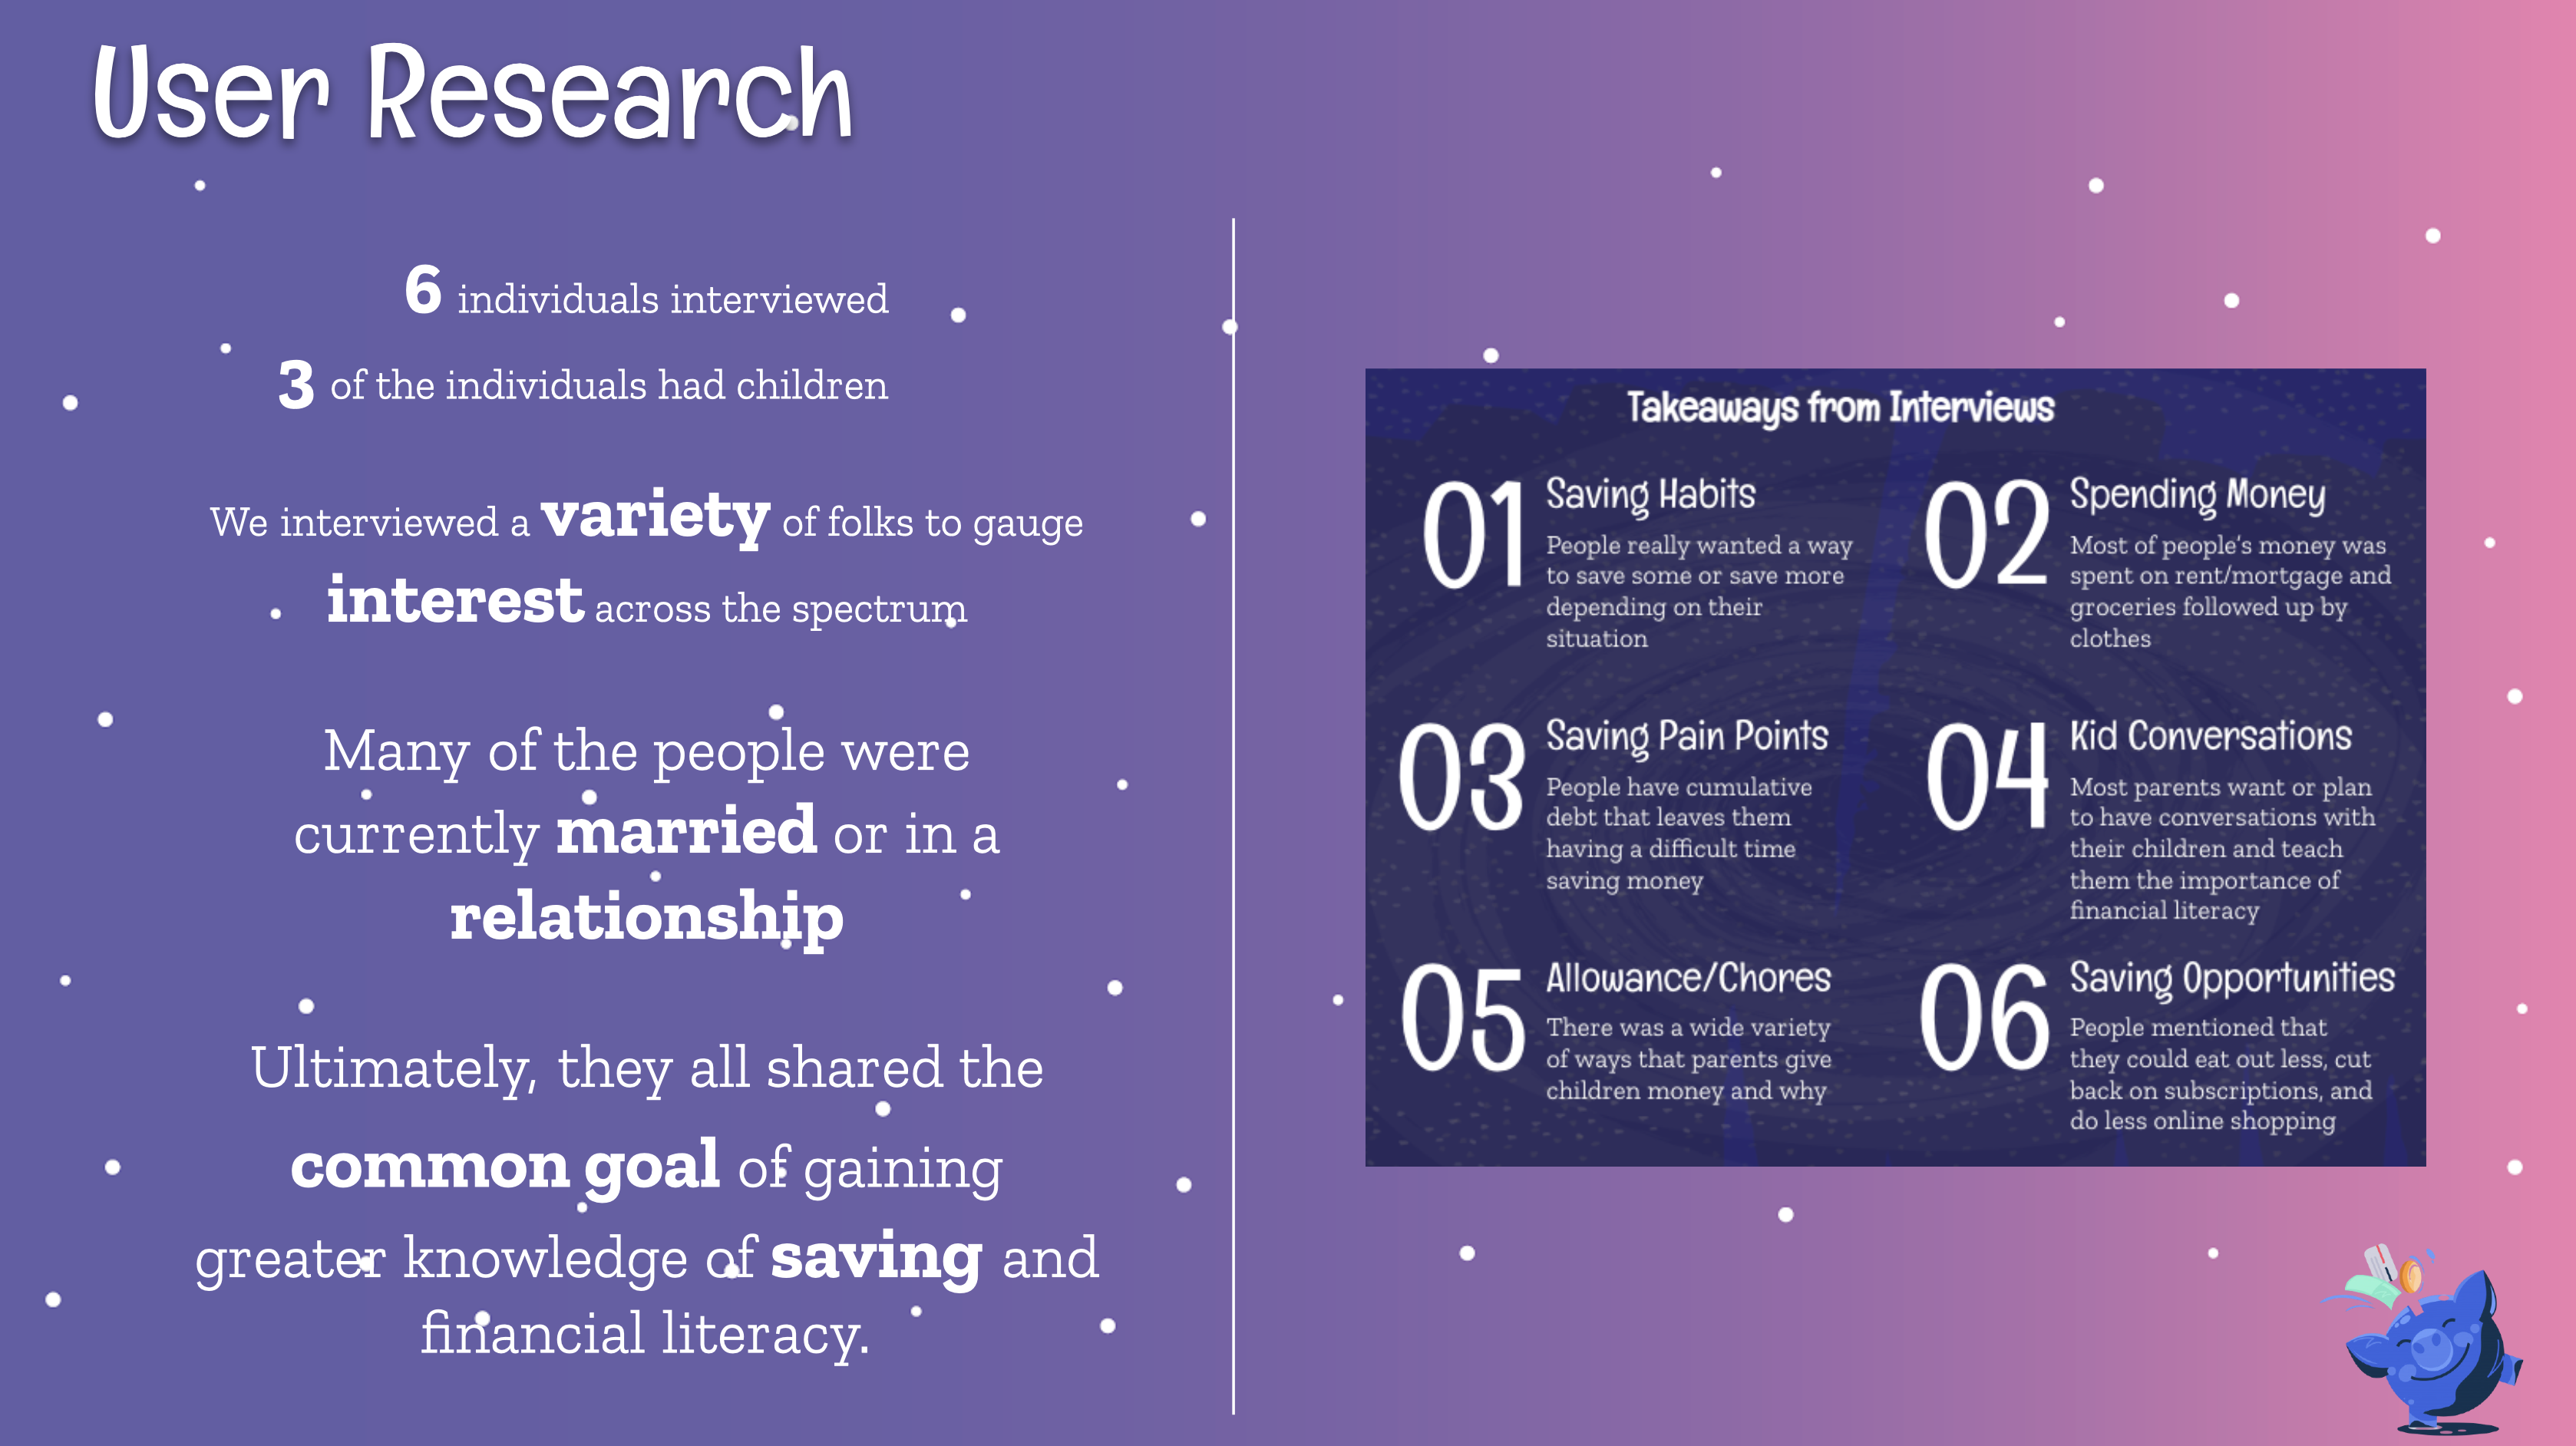 User Research
6 individuals interviewed
3 of the individuals had children
We interviewed a variety of folks to gauge
interest across the spectrum
Many of the people were
currently married or in a
relationship
Ultimately, they all shared the
common goal of gaining
greater knowledge of saving and
financial literacy.
Takeaways from Interviews
01
Saving Habits
People really wanted a way
to save some or save more
depending on their
situation
02
Spending Money
Most of people's money was
spent on rent/mortgage and
groceries followed up by
clothes
03
Saving Pain Points
People have cumulative
debt that leaves them
having a difficult time
saving money
04
Kid Conversations
Most parents want or plan
to have conversations with
their children and teach
them the importance of
financial literacy
05
Allowance/Chores
There was a wide variety
of ways that parents give
children money and why
06
Saving Opportunities
People mentioned that
they could eat out less, cut
back on subscriptions, and
do less online shopping